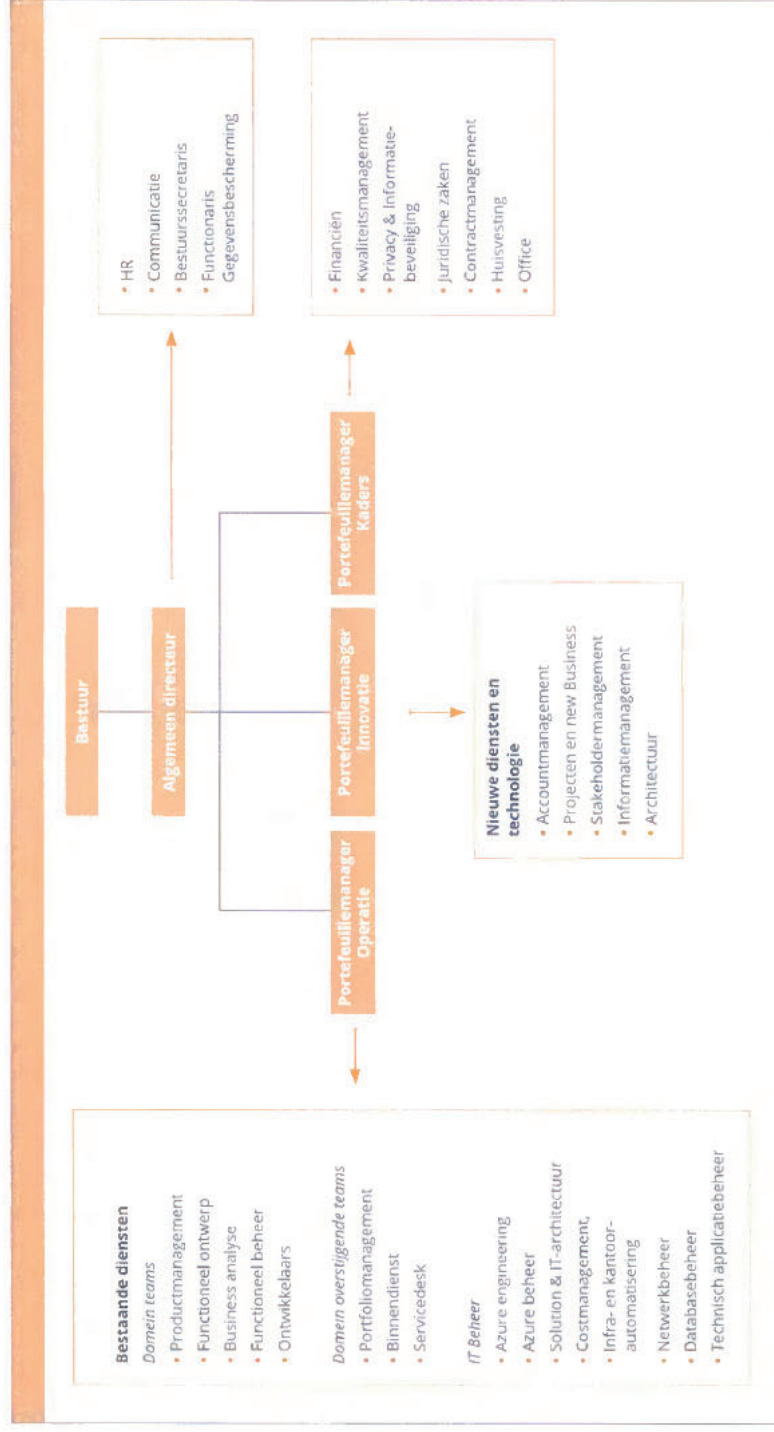 Bestuur
Algemeen directeur
• HR
• Communicatie
• Bestuurssecretaris
• Functionaris
Gegevensbescherming
Portefeuillemanager
Operatie
Portefeuillemanager
Innovatie
Portefeuillemanager
Kaders
Bestaande diensten
Domein teams
• Productmanagement
• Functioneel ontwerp
• Business analyse
• Functioneel beheer
• Ontwikkelaars
Domein overstijgende teams
• Portfoliomanagement
• Binnendienst
• Servicedesk
IT Beheer
• Azure engineering
• Azure beheer
• Solution & IT-architectuur
• Costmanagement,
• Infra- en kantoor-
automatisering
• Netwerkbeheer
• Databasebeheer
• Technisch applicatiebeheer
Nieuwe diensten en
technologie
• Accountmanagement
• Projecten en new Business
• Stakeholdermanagement
• Informatiemanagement
• Architectuur
• Financiën
• Kwaliteitsmanagement
• Privacy & Informatie-
beveiliging
• Juridische zaken
• Contractmanagement
• Huisvesting
• Office